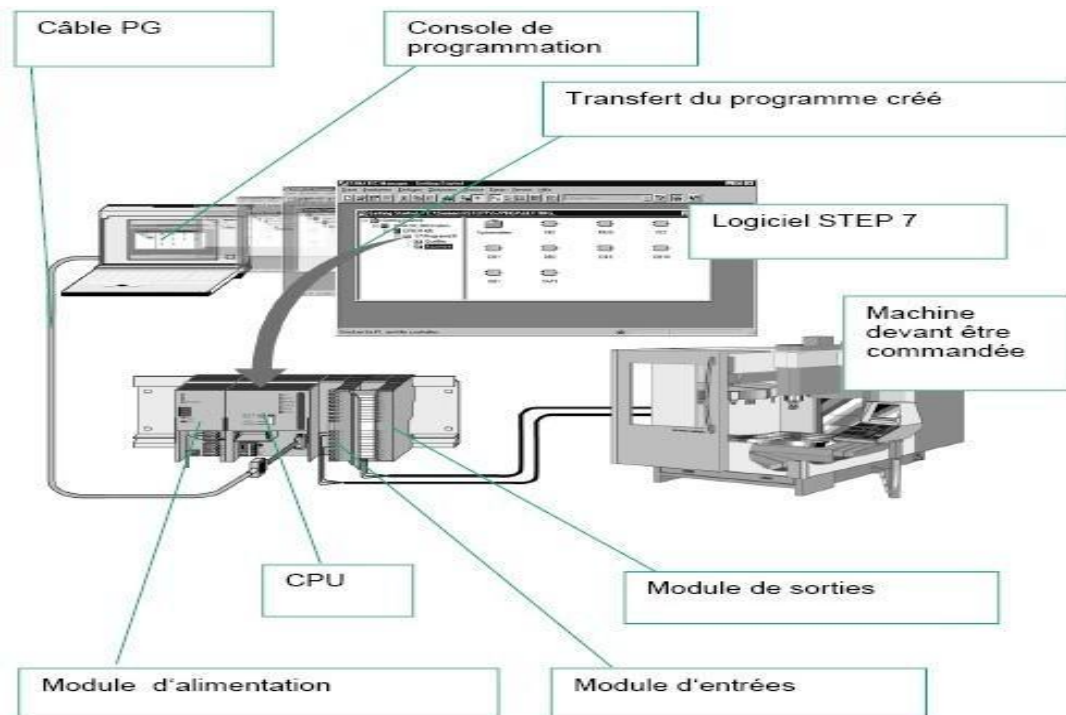 Câble PG
Console de
programmation
Transfert du programme créé
Logiciel STEP 7
Machine
devant être
commandée
CPU
Module de sorties
Module d‘alimentation
Module d‘entrées